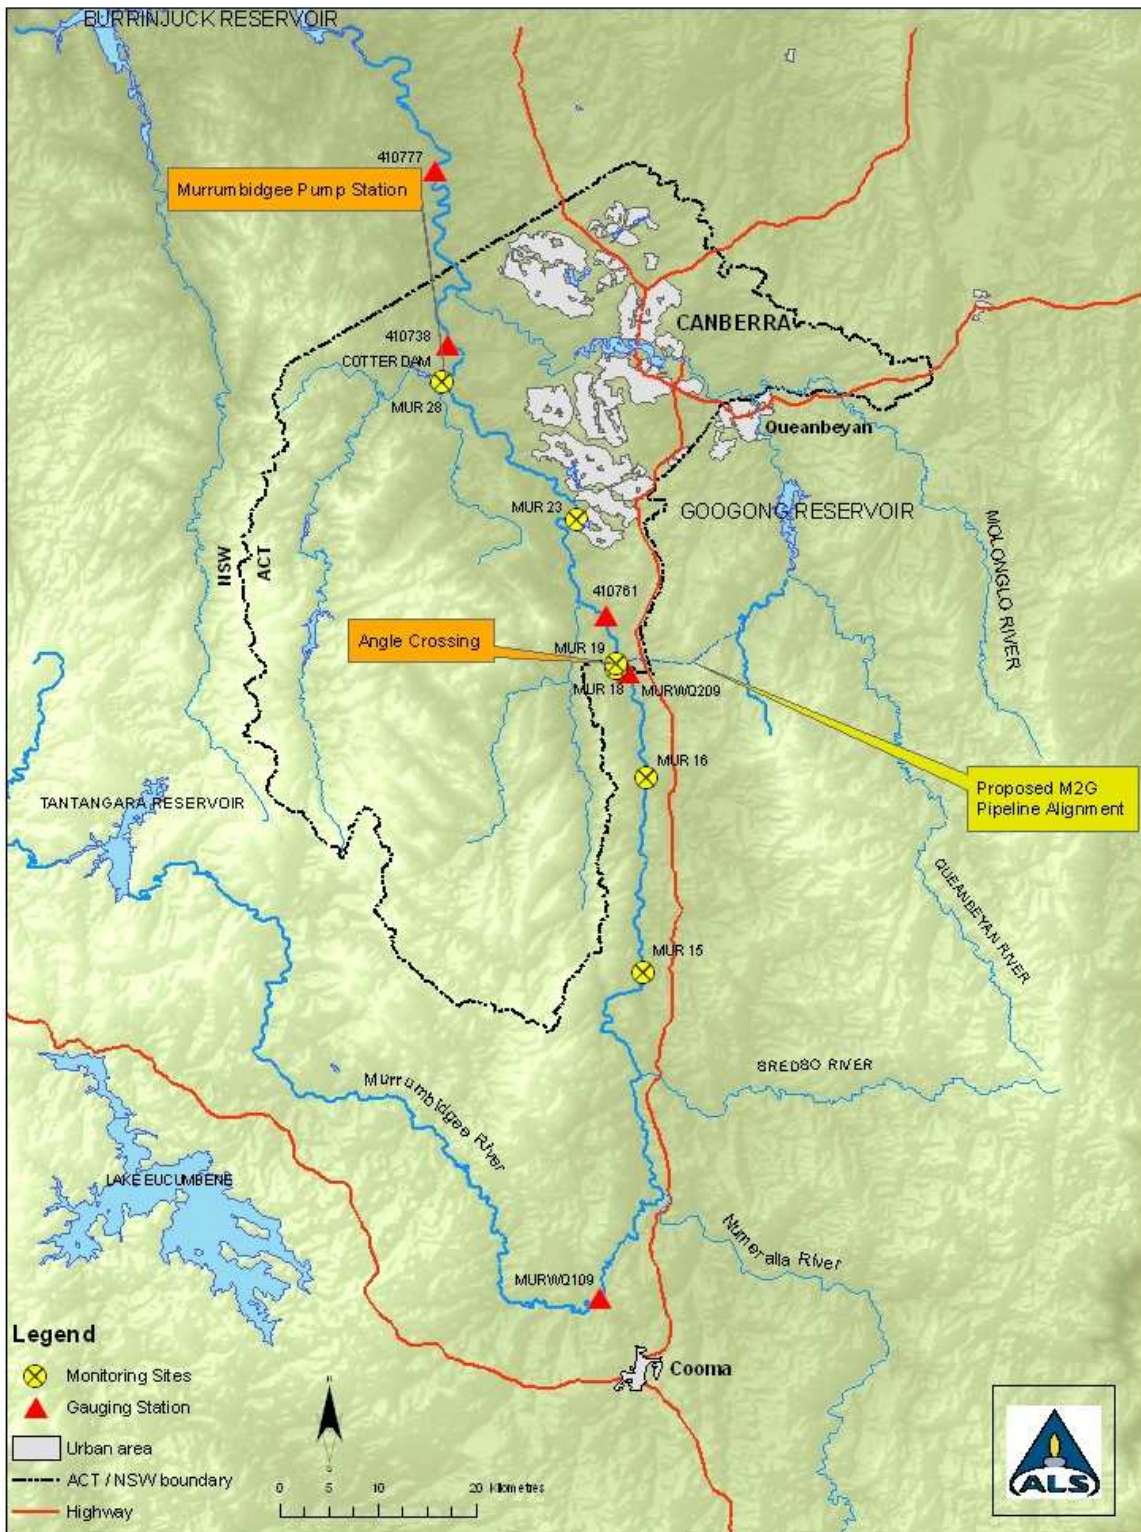 BURRINJUCK RESERVOIR
410777
Murrumbidgee Pump Station
CANBERRA
410738
COTTER DAM
MUR 28
Queanbeyan
MUR 23
GOOGONG RESERVOIR
MOLONGLO RIVER
NSW
ACT
410761
Angle Crossing
MUR 19
MUR 18
MURWQ209
MUR 16
Proposed M2G
Pipeline Alignment
TANTANGARA RESERVOIR
QUEANBEYAN RIVER
MUR 15
SREDSO RIVER
Murrumbidgee River
LAKE EUCUMBENE
Numeralla River
MURWQ109
Legend
Cooma
Monitoring Sites
Gauging Station
Urban area
ACT / NSW boundary
Highway
N
S
0 5 10 20 Kilometres
ALS